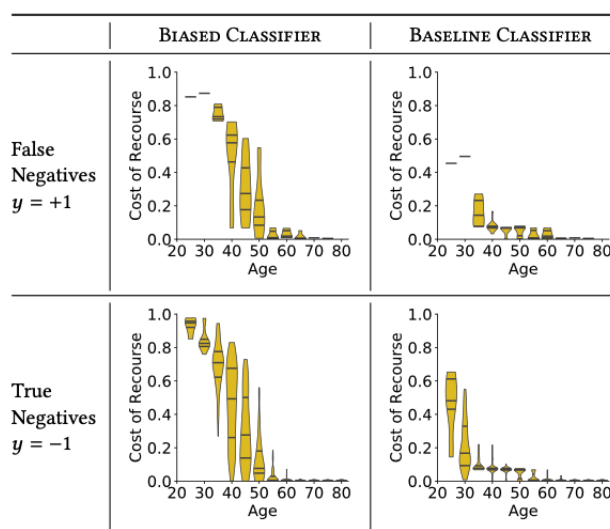 BIASED CLASSIFIER
BASELINE CLASSIFIER
False
Negatives
y = +1
Cost of Recourse
1.0
0.8
0.6
0.4
0.2
0.0
20 30 40 50 60 70 80
Age
Cost of Recourse
1.0
0.8
0.6
0.4
0.2
0.0
20 30 40 50 60 70 80
Age
True
Negatives
y = −1
Cost of Recourse
1.0
0.8
0.6
0.4
0.2
0.0
20 30 40 50 60 70 80
Age
Cost of Recourse
1.0
0.8
0.6
0.4
0.2
0.0
20 30 40 50 60 70 80
Age